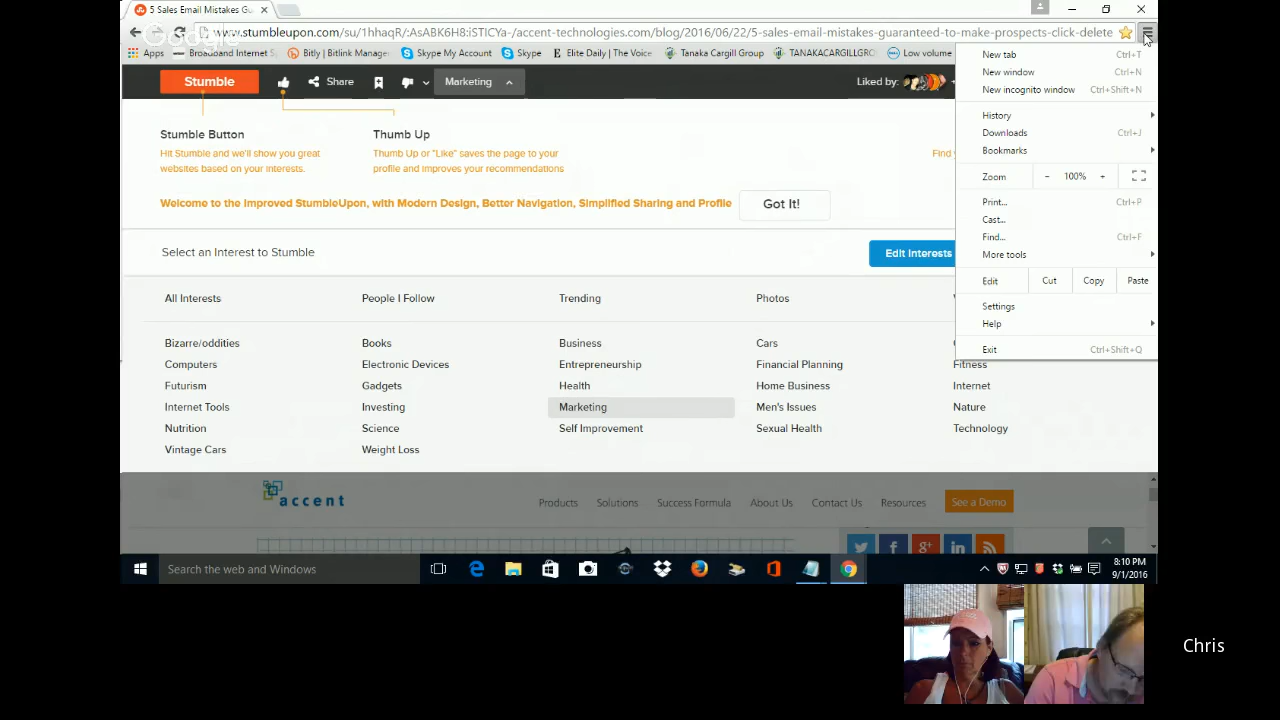 5 Sales Email Mistakes Gu
www.stumbleupon.com/su/1hhaqR/:AsABK6H8:iSTICYa-/accent-technologies.com/blog/2016/06/22/5-sales-email-mistakes-guaranteed-to-make-prospects-click-delete
Apps Broadband Internet Sp Bitly | Bitlink Manager Skype My Account Skype Elite Daily | The Voice Tanaka Cargill Group TANAKACARGILLGRO Low volume
New tab Ctrl+T
New window Ctrl+N
New incognito window Ctrl+Shift+N
History
Downloads Ctrl+J
Bookmarks
Zoom - 100% +
Print... Ctrl+P
Cast...
Find... Ctrl+F
More tools
Edit Cut Copy Paste
Settings
Help
Exit Ctrl+Shift+Q
Stumble Share Marketing Liked by:
Stumble Button Thumb Up
Hit Stumble and we'll show you great Thumb Up or "Like" saves the page to your Find
websites based on your interests. profile and improves your recommendations
Welcome to the Improved StumbleUpon, with Modern Design, Better Navigation, Simplified Sharing and Profile Got It!
Select an Interest to Stumble Edit Interests
All Interests People I Follow Trending Photos
Bizarre/oddities Books Business Cars
Computers Electronic Devices Entrepreneurship Financial Planning Fitness
Futurism Gadgets Health Home Business Internet
Internet Tools Investing Marketing Men's Issues Nature
Nutrition Science Self Improvement Sexual Health Technology
Vintage Cars Weight Loss
accent Products Solutions Success Formula About Us Contact Us Resources See a Demo
Search the web and Windows
8:10 PM
9/1/2016
Chris